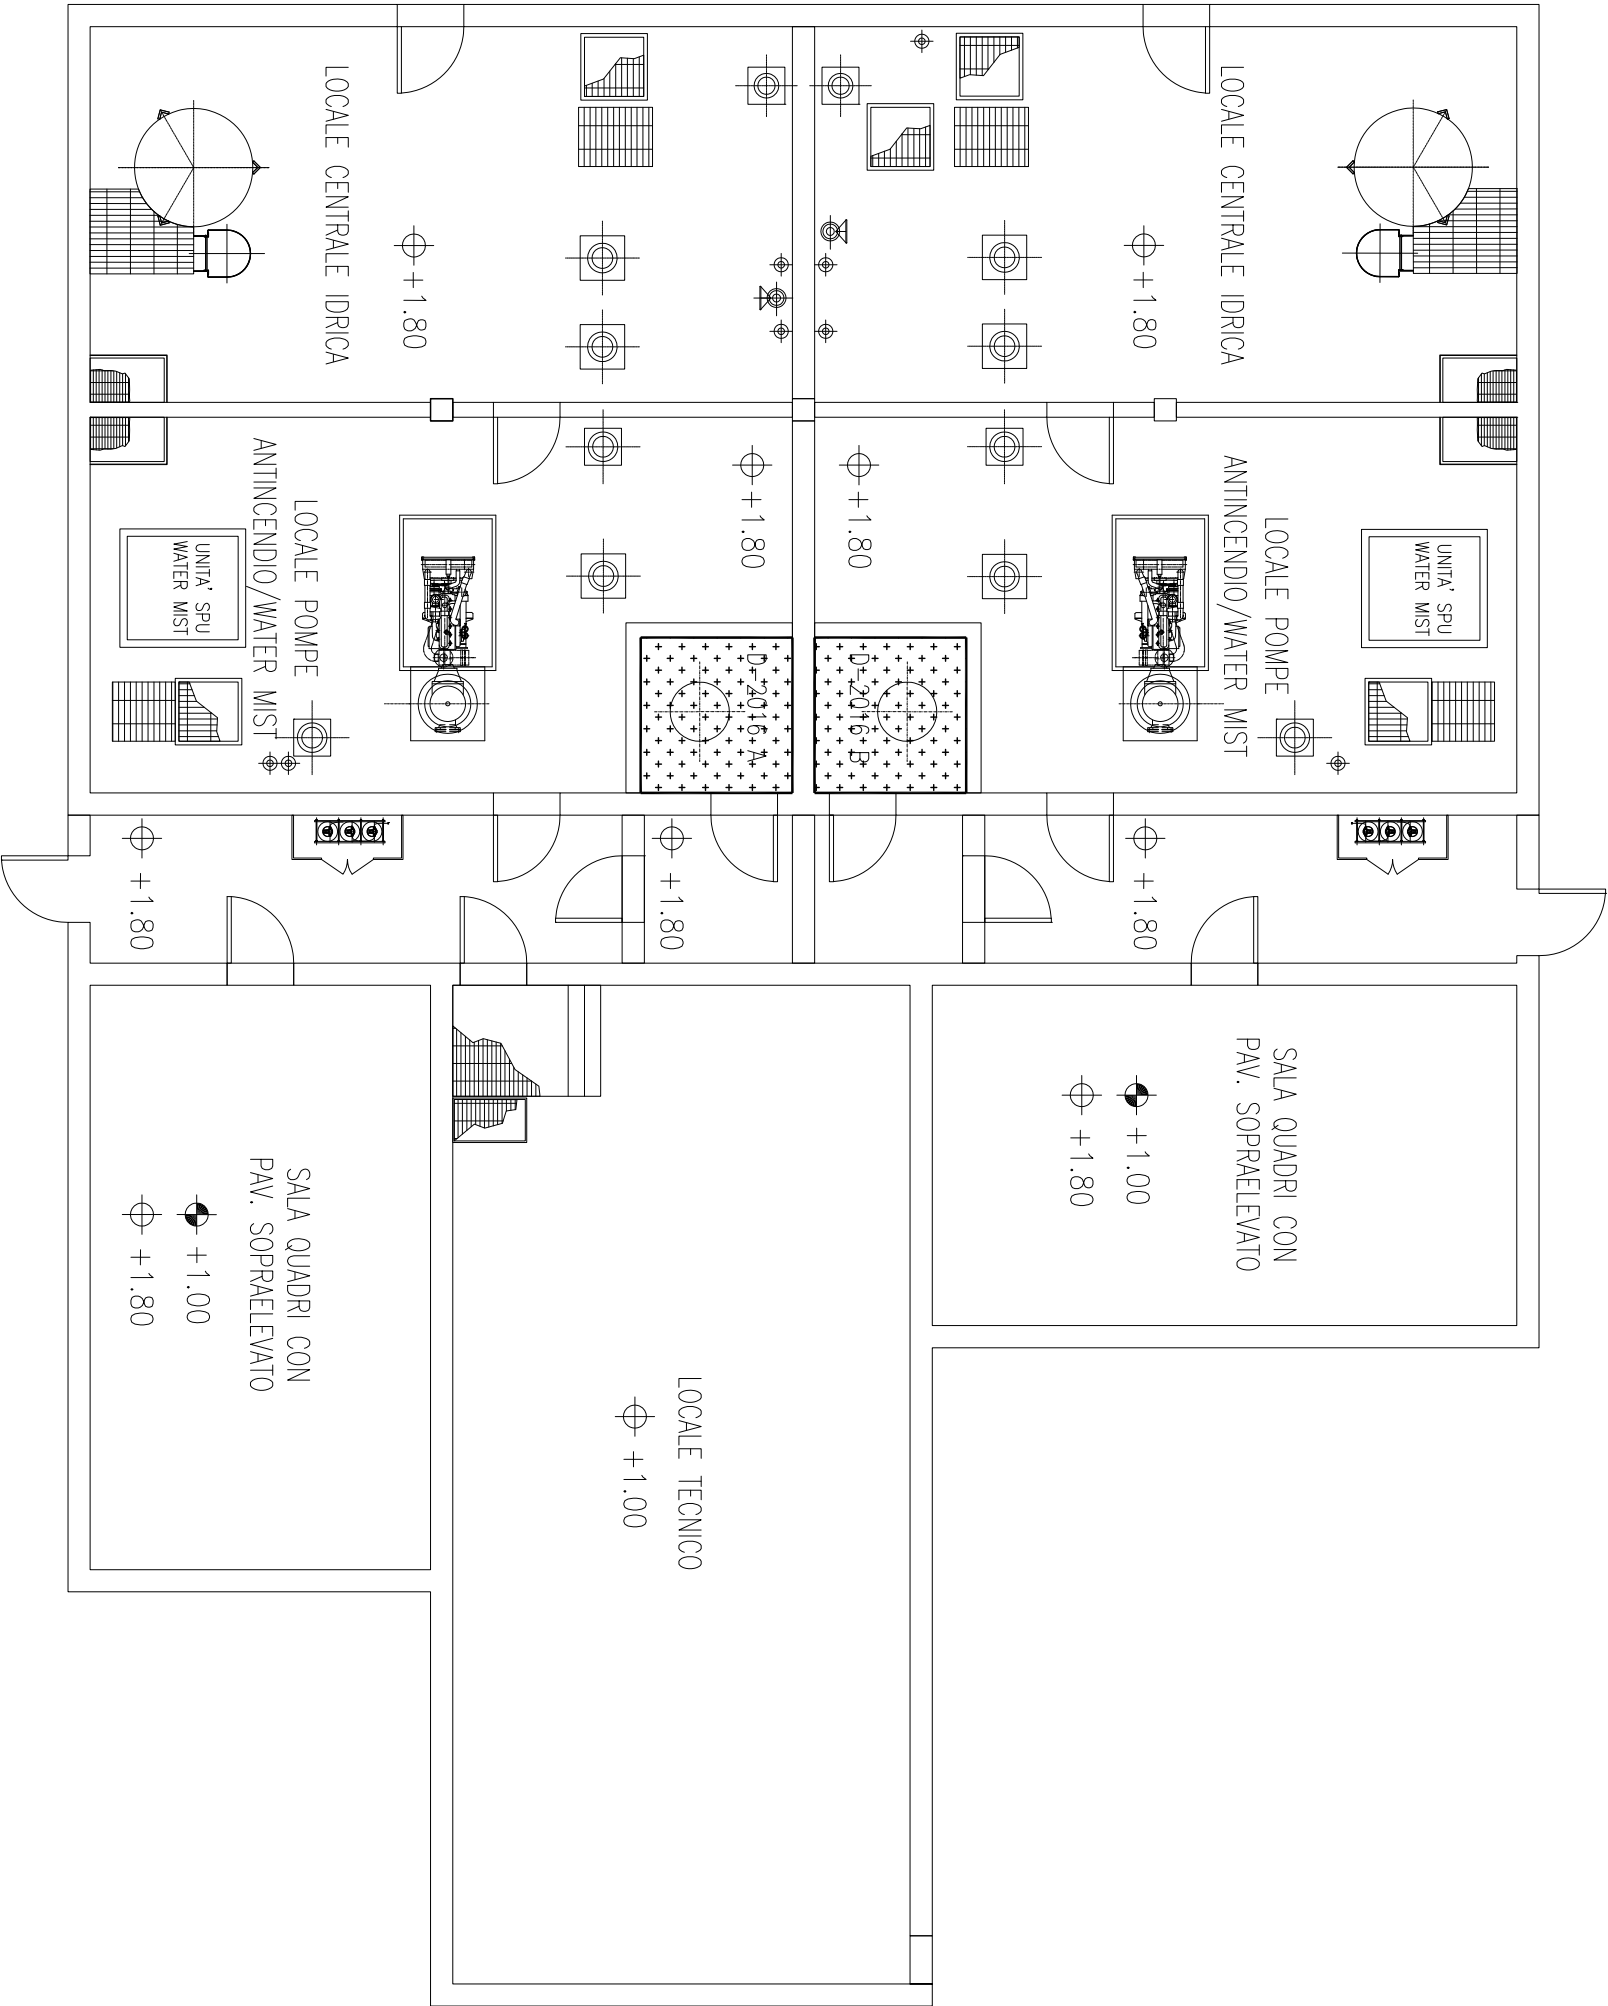 LOCALE CENTRALE IDRICA
+1.80
LOCALE CENTRALE IDRICA
+1.80
UNITA' SPU
WATER MIST
LOCALE POMPE
ANTINCENDIO/WATER MIST
+1.80
D-2016 A
+1.80
D-2016 B
LOCALE POMPE
ANTINCENDIO/WATER MIST
UNITA' SPU
WATER MIST
+1.80
+1.80
+1.80
SALA QUADRI CON
PAV. SOPRAELEVATO
+1.00
+1.80
SALA QUADRI CON
PAV. SOPRAELEVATO
+1.00
+1.80
LOCALE TECNICO
+1.00